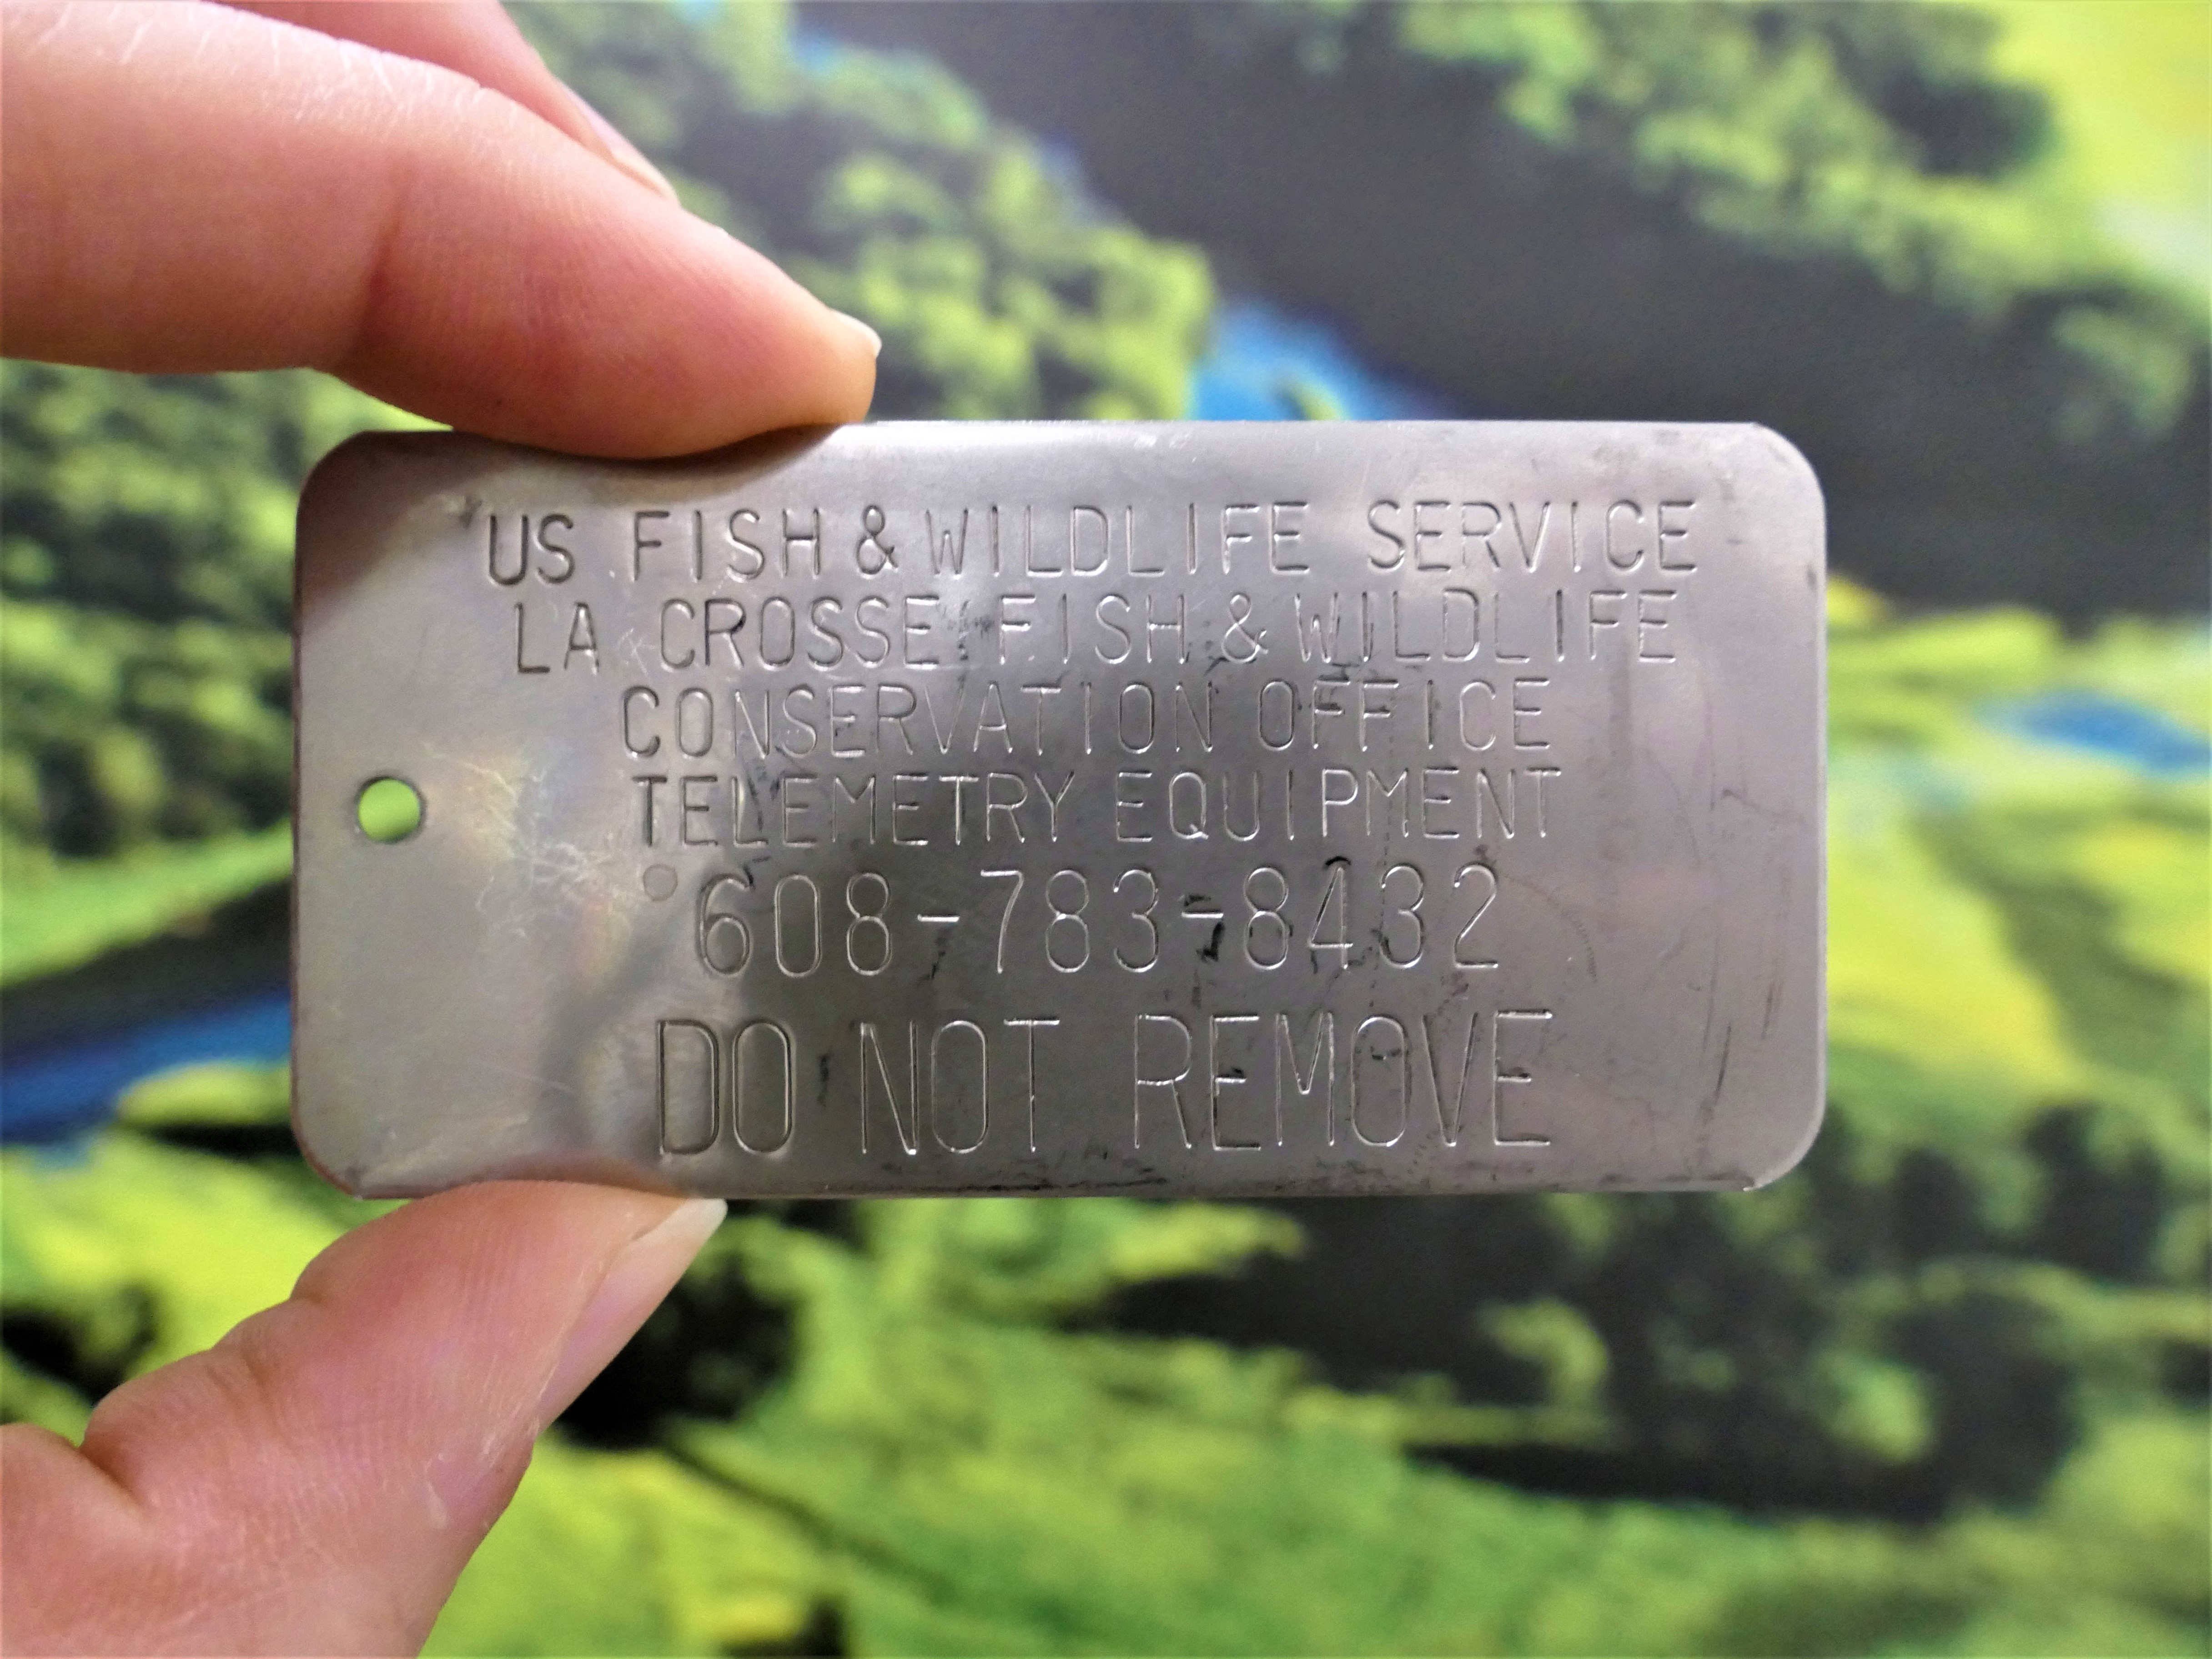 US FISH & WILDLIFE SERVICE
LA CROSSE FISH & WILDLIFE
CONSERVATION OFFICE
TELEMETRY EQUIPMENT
608-783-8432
DO NOT REMOVE